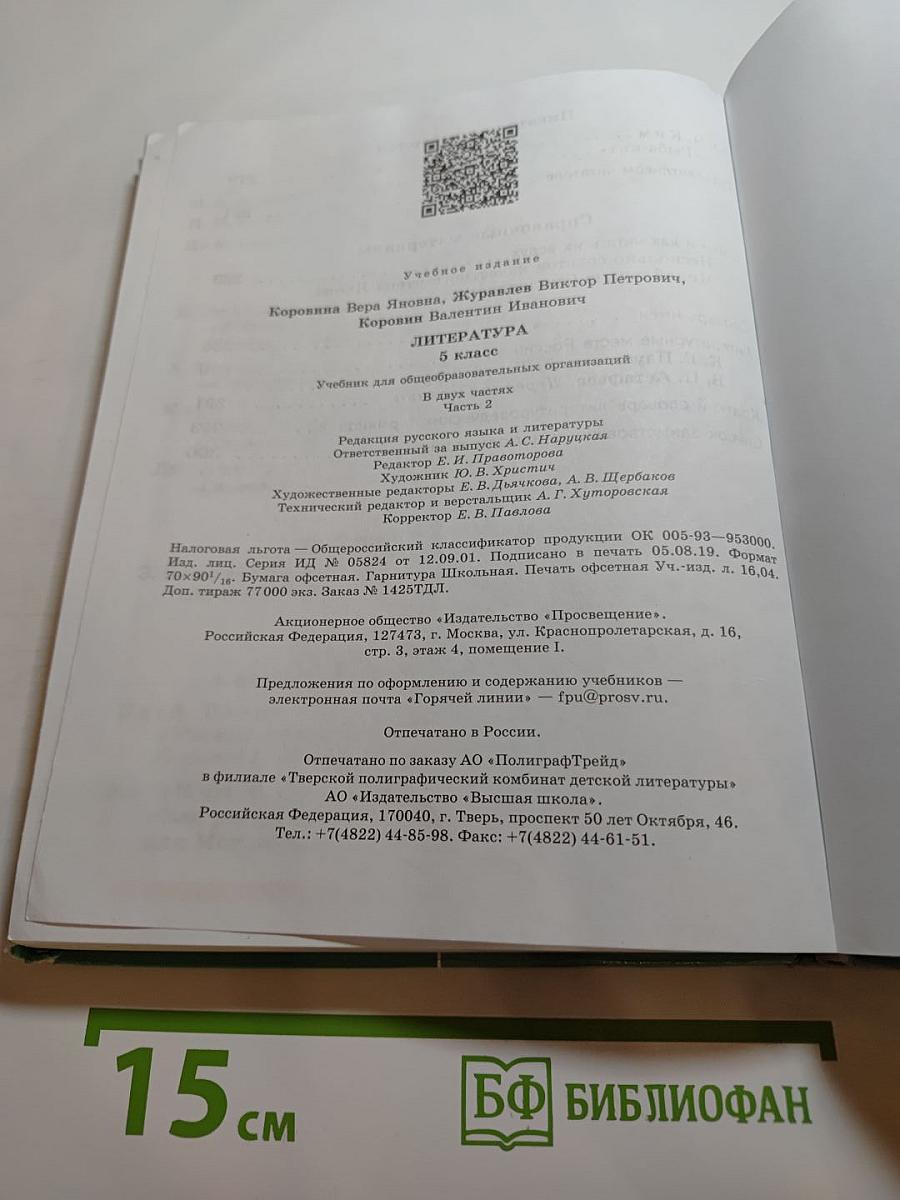 Учебное издание
Коровина Вера Яновна, Журавлев Виктор Петрович,
Коровин Валентин Иванович
ЛИТЕРАТУРА
5 класс
Учебник для общеобразовательных организаций
В двух частях
Часть 2
Редакция русского языка и литературы
Ответственный за выпуск А. С. Наруцкая
Редактор Е. И. Правоторова
Художник Ю. В. Христич
Художественные редакторы Е. В. Дьячкова, А. В. Щербаков
Технический редактор и верстальщик А. Г. Хуторовская
Корректор Е. В. Павлова
Налоговая льгота — Общероссийский классификатор продукции ОК 005-93—953000.
Изд. лиц. Серия ИД № 05824 от 12.09.01. Подписано в печать 05.08.19. Формат
70×90¹/₁₆. Бумага офсетная. Гарнитура Школьная. Печать офсетная Уч.-изд. л. 16,04.
Доп. тираж 77000 экз. Заказ № 1425ТДЛ.
Акционерное общество «Издательство «Просвещение».
Российская Федерация, 127473, г. Москва, ул. Краснопролетарская, д. 16,
стр. 3, этаж 4, помещение I.
Предложения по оформлению и содержанию учебников —
электронная почта «Горячей линии» — fpu@prosv.ru.
Отпечатано в России.
Отпечатано по заказу АО «ПолиграфТрейд»
в филиале «Тверской полиграфический комбинат детской литературы»
АО «Издательство «Высшая школа».
Российская Федерация, 170040, г. Тверь, проспект 50 лет Октября, 46.
Тел.: +7(4822) 44-85-98. Факс: +7(4822) 44-61-51.
15 см
БФ БИБЛИОФАН